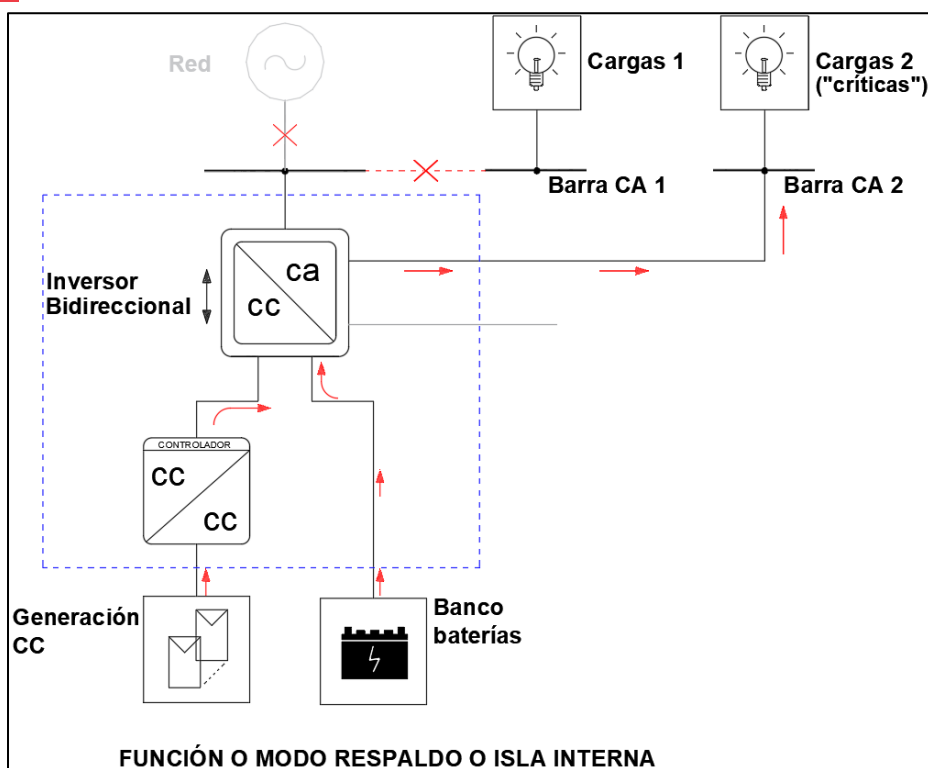 Red
Cargas 1
Cargas 2
("críticas")
Barra CA 1
Barra CA 2
Inversor
Bidireccional
ca
CC
CONTROLADOR
CC
CC
Generación
CC
Banco
baterías
FUNCIÓN O MODO RESPALDO O ISLA INTERNA